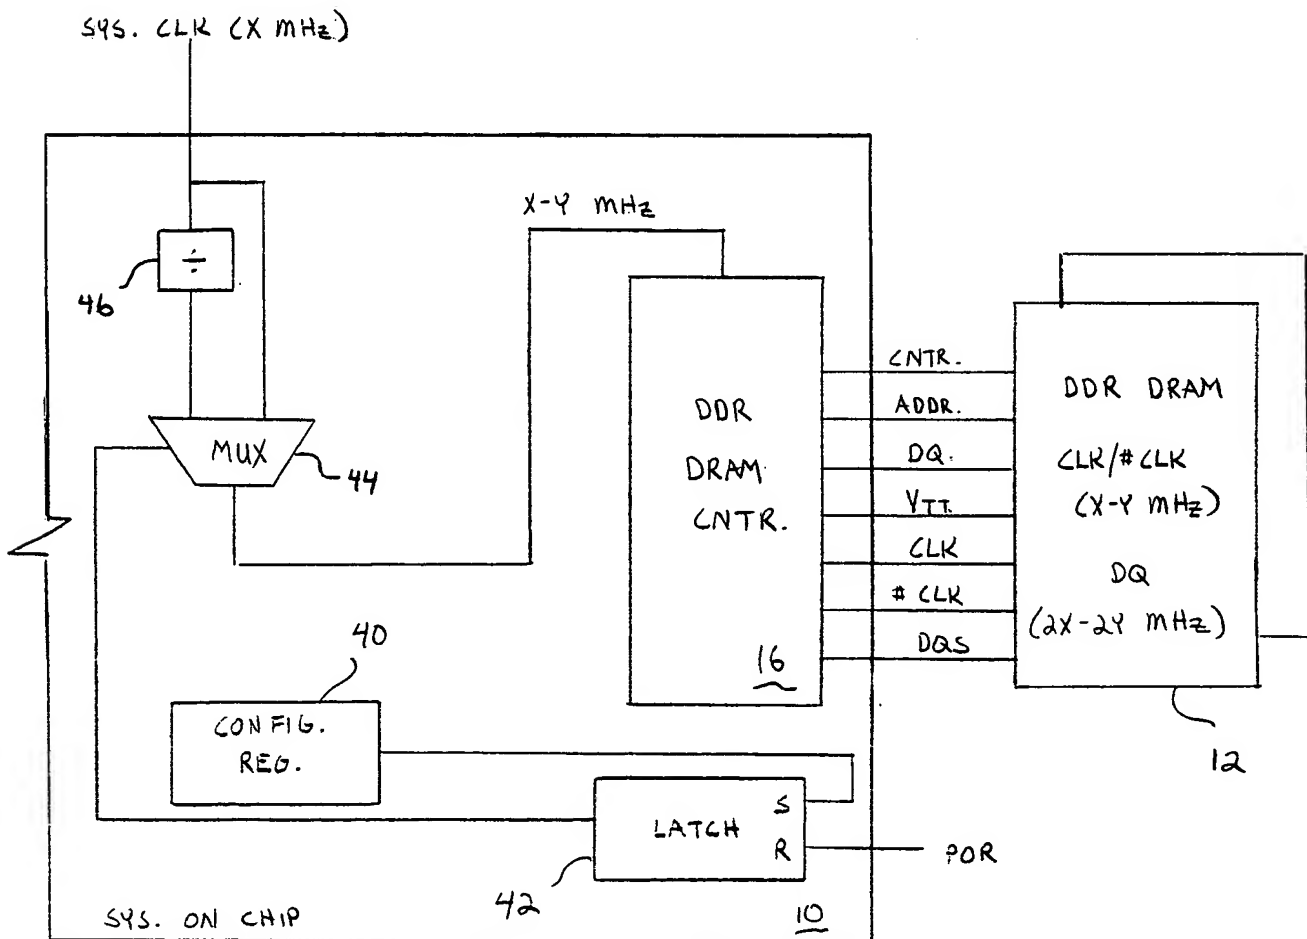 SYS. CLK (X MHz)
X-Y MHz
÷
46
MUX
44
DDR
DRAM
CNTR.
16
CNTR.
ADDR.
DQ.
VTT.
CLK
# CLK
DQS
DDR DRAM
CLK/#CLK
(X-Y MHz)
DQ
(2X-2Y MHz)
12
40
CONFIG.
REG.
LATCH
S
R
POR
42
SYS. ON CHIP
10